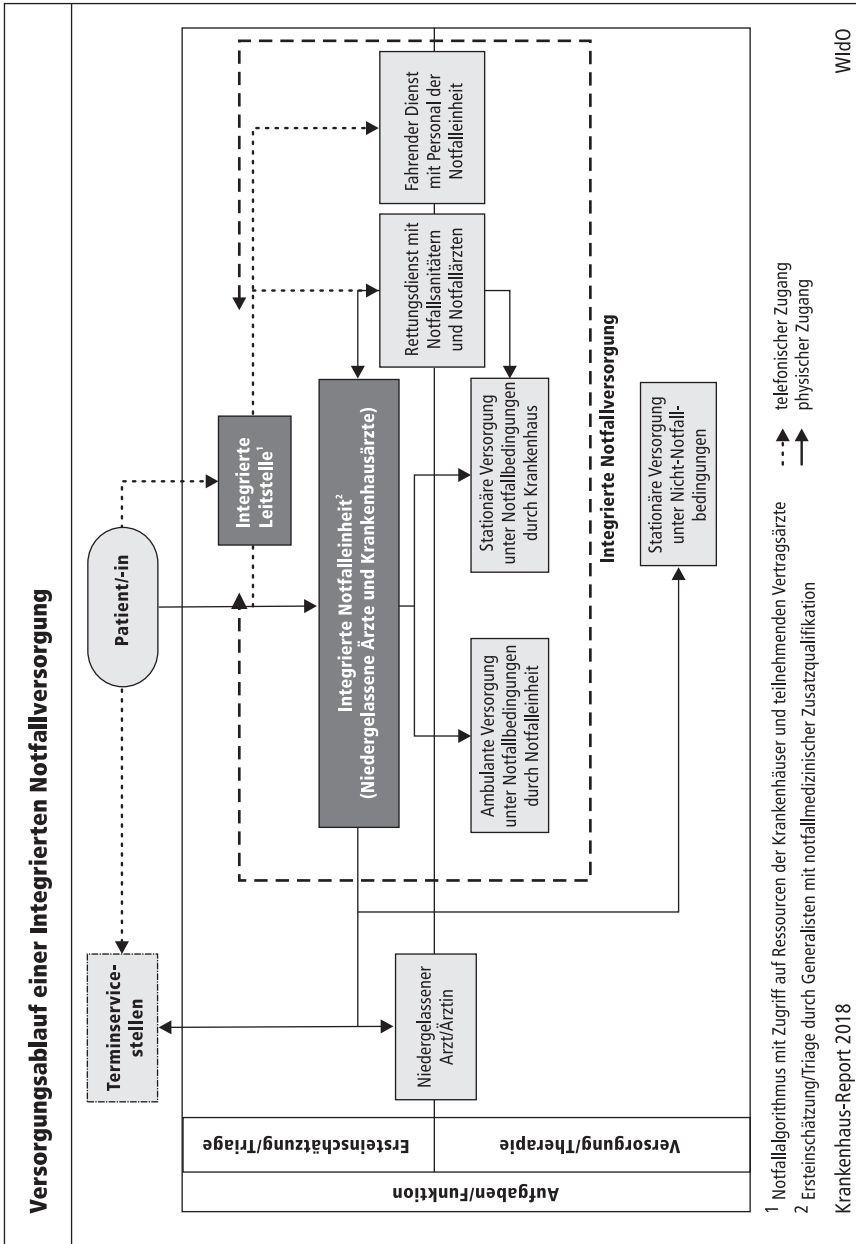 Versorgungsablauf einer Integrierten Notfallversorgung
Patient/-in
Terminservice-
stellen
Integrierte
Leitstelle¹
Integrierte Notfalleinheit²
(Niedergelassene Ärzte und Krankenhausärzte)
Niedergelassener
Arzt/Ärztin
Rettungsdienst mit
Notfallsanitätern
und Notfallärzten
Fahrender Dienst
mit Personal der
Notfalleinheit
Ambulante Versorgung
unter Notfallbedingungen
durch Notfalleinheit
Stationäre Versorgung
unter Notfallbedingungen
durch Krankenhaus
Integrierte Notfallversorgung
Stationäre Versorgung
unter Nicht-Notfall-
bedingungen
Aufgaben/Funktion
Ersteinschätzung/Triage
Versorgung/Therapie
telefonischer Zugang
physischer Zugang
¹ Notfallalgorithmus mit Zugriff auf Ressourcen der Krankenhäuser und teilnehmenden Vertragsärzte
² Ersteinschätzung/Triage durch Generalisten mit notfallmedizinischer Zusatzqualifikation
Krankenhaus-Report 2018
WIdO